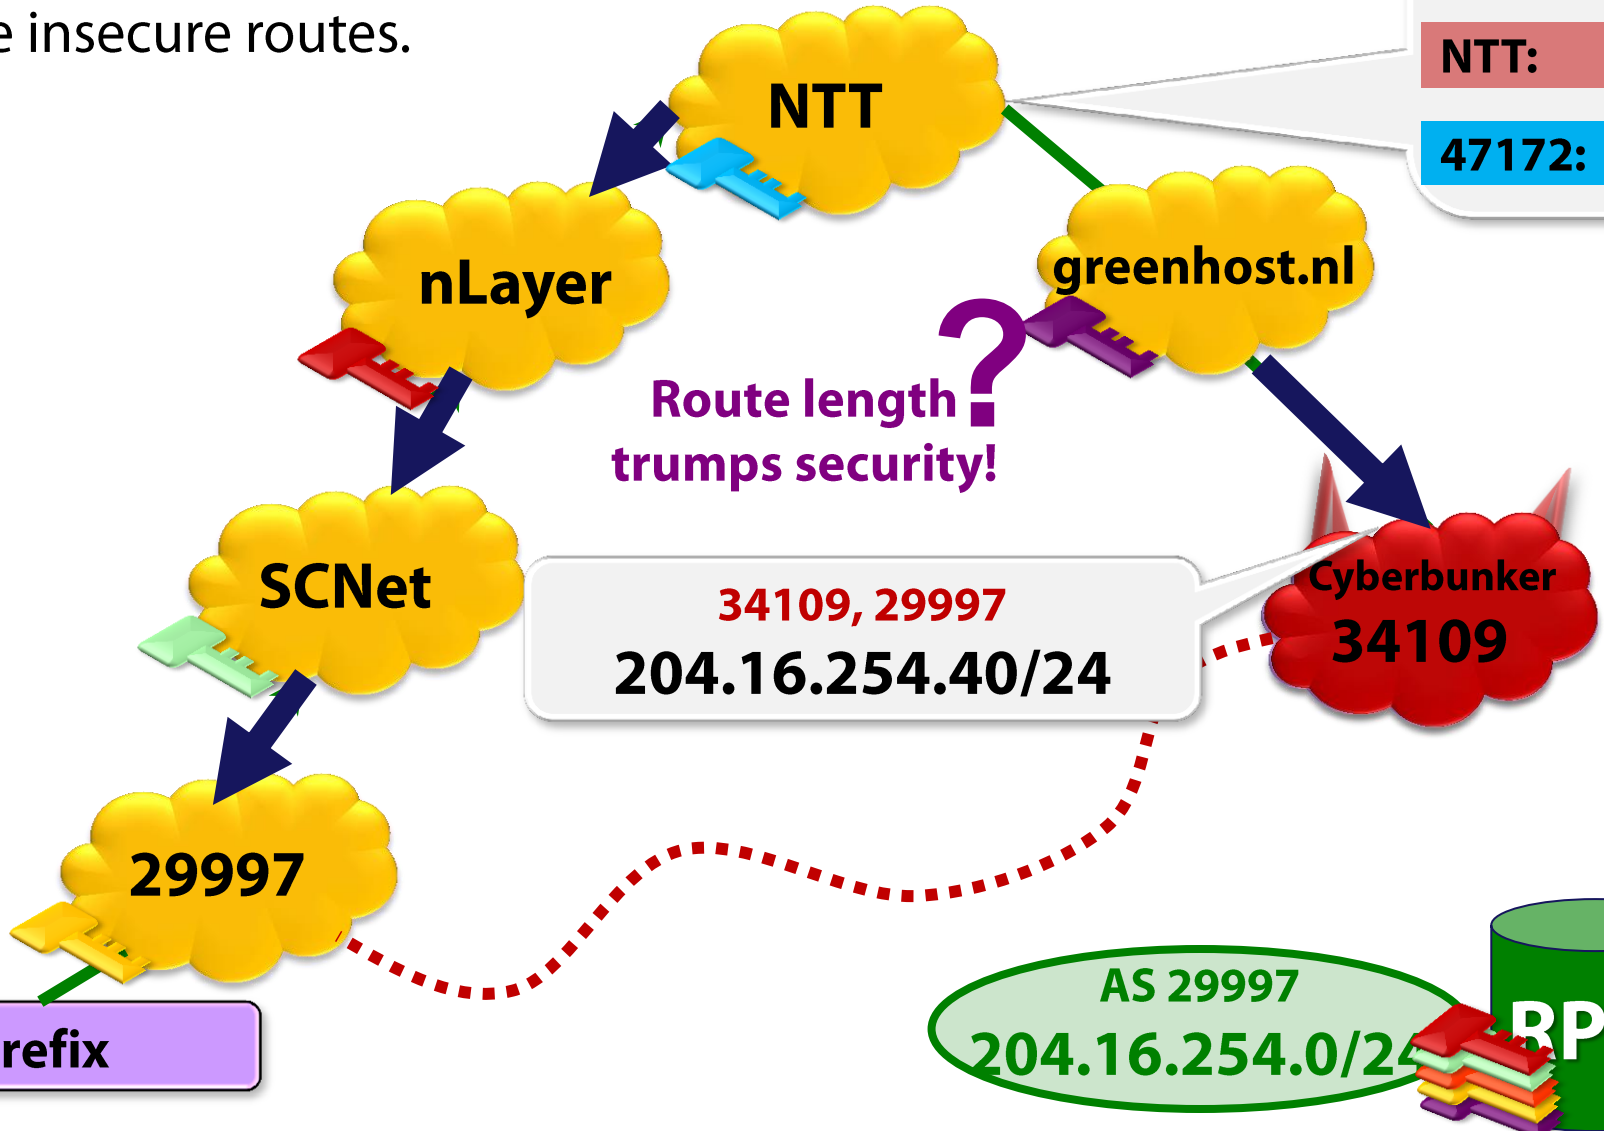 e insecure routes.
NTT
NTT:
47172:
nLayer
greenhost.nl
?
Route length
trumps security!
SCNet
34109, 29997
204.16.254.40/24
Cyberbunker
34109
29997
refix
AS 29997
204.16.254.0/24
RP